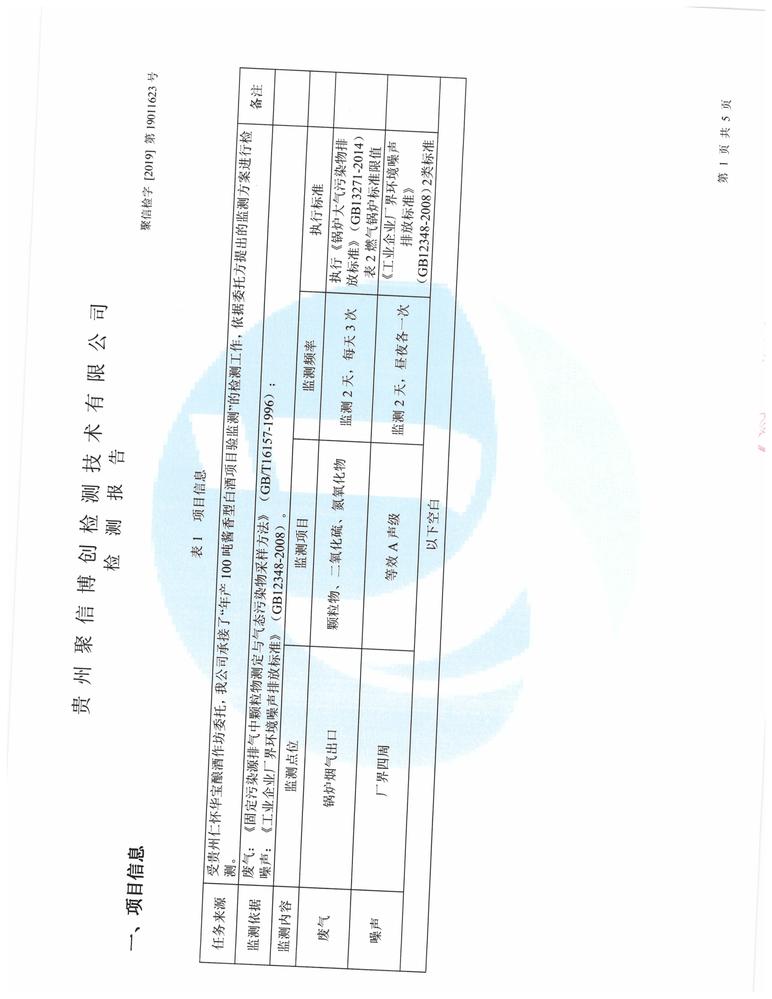 贵州聚信博创检测技术有限公司
检测报告
聚信检字 [2019] 第 19011623 号
一、项目信息
表 1 项目信息
任务来源
受贵州仁怀华宝酿酒作坊委托，我公司承接了“年产 100 吨酱香型白酒项目验监测”的检测工作，依据委托方提出的监测方案进行检
测。
监测依据
废气：《固定污染源排气中颗粒物测定与气态污染物采样方法》（GB/T16157-1996）；
噪声：《工业企业厂界环境噪声排放标准》（GB12348-2008）。
备注
监测内容
监测点位
监测项目
监测频率
执行标准
废气
锅炉烟气出口
颗粒物、二氧化硫、氮氧化物
监测 2 天，每天 3 次
执行《锅炉大气污染物排
放标准》（GB13271-2014）
表 2 燃气锅炉标准限值
噪声
厂界四周
等效 A 声级
监测 2 天，昼夜各一次
《工业企业厂界环境噪声
排放标准》
（GB12348-2008）2类标准
以下空白
第 1 页 共 5 页